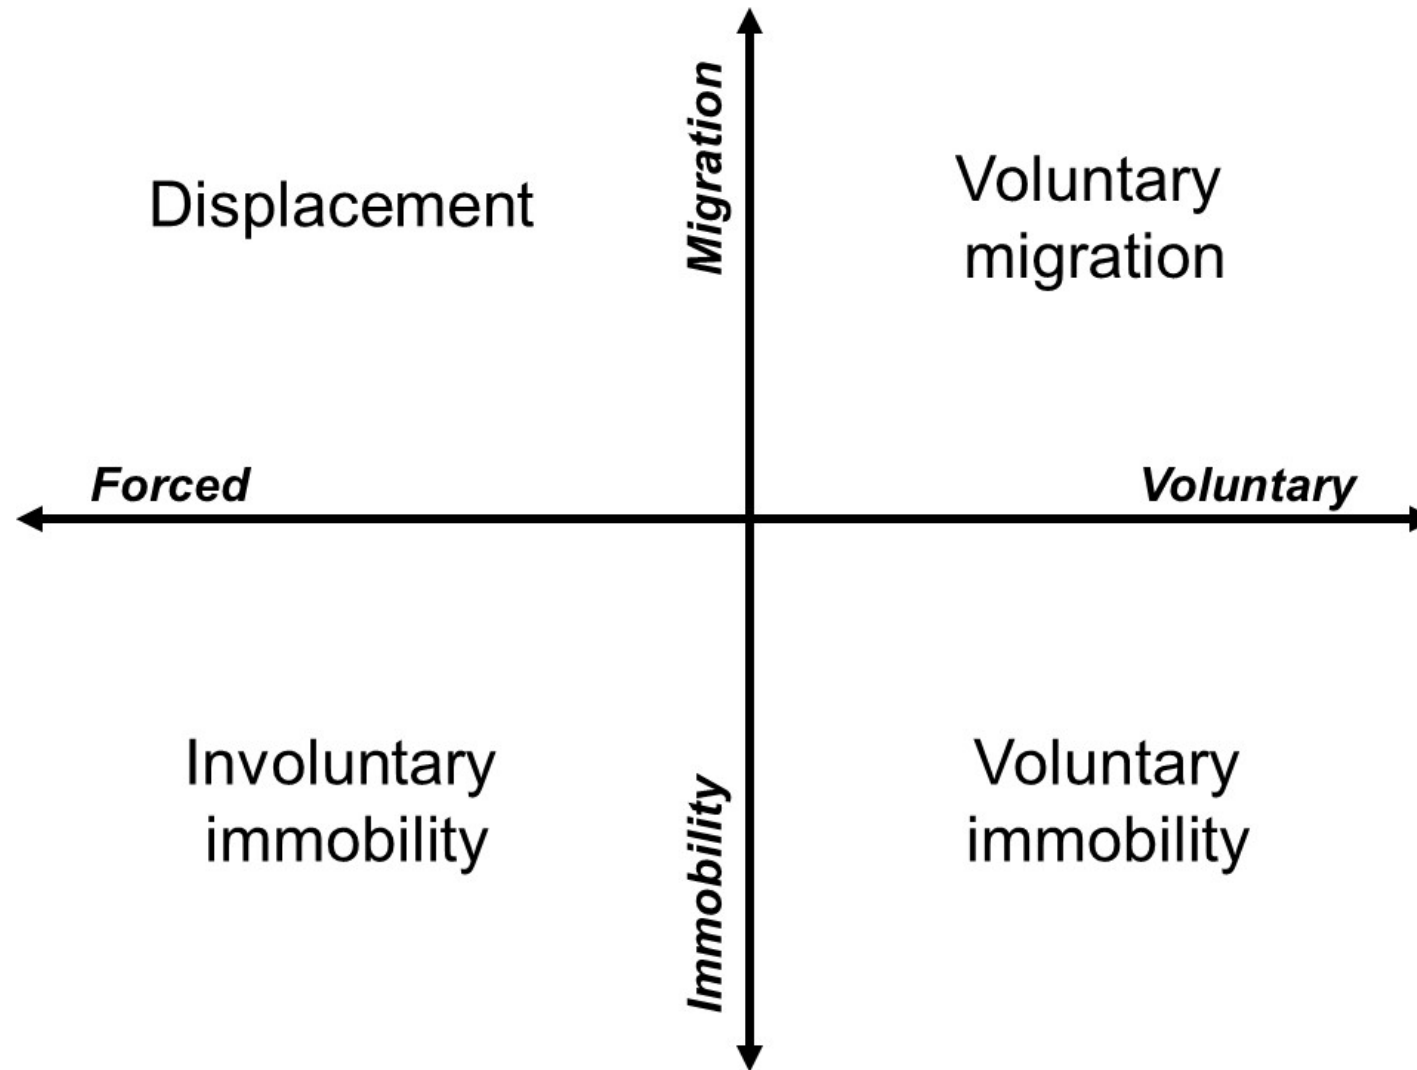 Migration
Displacement
Voluntary
migration
Forced
Voluntary
Involuntary
immobility
Immobility
Voluntary
immobility